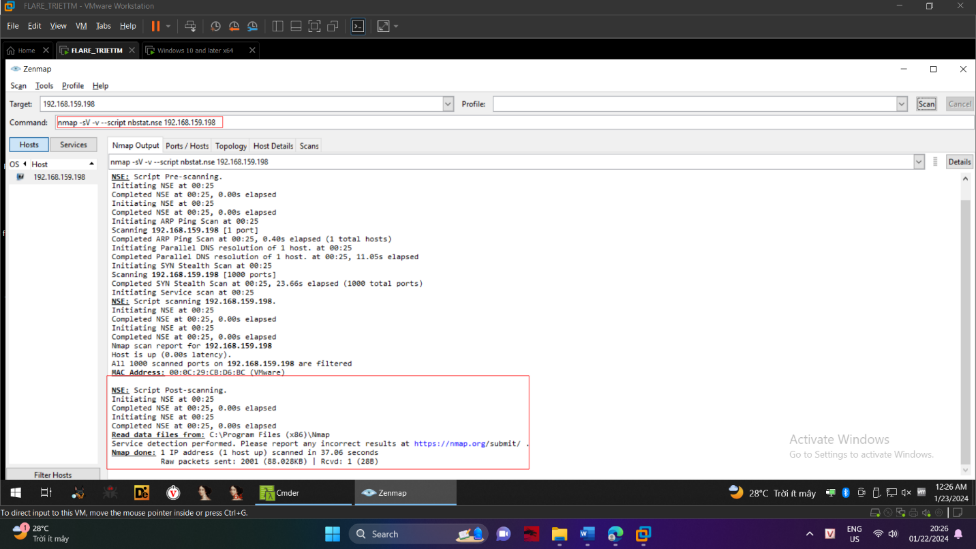 FLARE_TRIETTM - VMware Workstation
File Edit View VM Tabs Help
Home FLARE_TRIETTM Windows 10 and later x64
Zenmap
Scan Tools Profile Help
Target: 192.168.159.198 Profile: Scan Cancel
Command: nmap -sV -v --script nbstat.nse 192.168.159.198
Hosts Services Nmap Output Ports / Hosts Topology Host Details Scans
OS Host nmap -sV -v --script nbstat.nse 192.168.159.198 Details
192.168.159.198
NSE: Script Pre-scanning.
Initiating NSE at 00:25
Completed NSE at 00:25, 0.00s elapsed
Initiating NSE at 00:25
Completed NSE at 00:25, 0.00s elapsed
Initiating ARP Ping Scan at 00:25
Scanning 192.168.159.198 [1 port]
Completed ARP Ping Scan at 00:25, 0.40s elapsed (1 total hosts)
Initiating Parallel DNS resolution of 1 host. at 00:25
Completed Parallel DNS resolution of 1 host. at 00:25, 11.05s elapsed
Initiating SYN Stealth Scan at 00:25
Scanning 192.168.159.198 [1000 ports]
Completed SYN Stealth Scan at 00:25, 23.66s elapsed (1000 total ports)
Initiating Service scan at 00:25
NSE: Script scanning 192.168.159.198.
Initiating NSE at 00:25
Completed NSE at 00:25, 0.00s elapsed
Initiating NSE at 00:25
Completed NSE at 00:25, 0.00s elapsed
Nmap scan report for 192.168.159.198
Host is up (0.00s latency).
All 1000 scanned ports on 192.168.159.198 are filtered
MAC Address: 00:0C:29:CB:D6:BC (VMware)
NSE: Script Post-scanning.
Initiating NSE at 00:25
Completed NSE at 00:25, 0.00s elapsed
Initiating NSE at 00:25
Completed NSE at 00:25, 0.00s elapsed
Read data files from: C:\Program Files (x86)\Nmap
Service detection performed. Please report any incorrect results at https://nmap.org/submit/ .
Nmap done: 1 IP address (1 host up) scanned in 37.06 seconds
Raw packets sent: 2001 (88.028KB) | Rcvd: 1 (28B)
Activate Windows
Go to Settings to activate Windows.
Filter Hosts
Cmder Zenmap 28°C Trời ít mây 12:26 AM
1/23/2024
To direct input to this VM, move the mouse pointer inside or press Ctrl+G.
28°C
Trời ít mây
Search
ENG
US
20:26
01/22/2024